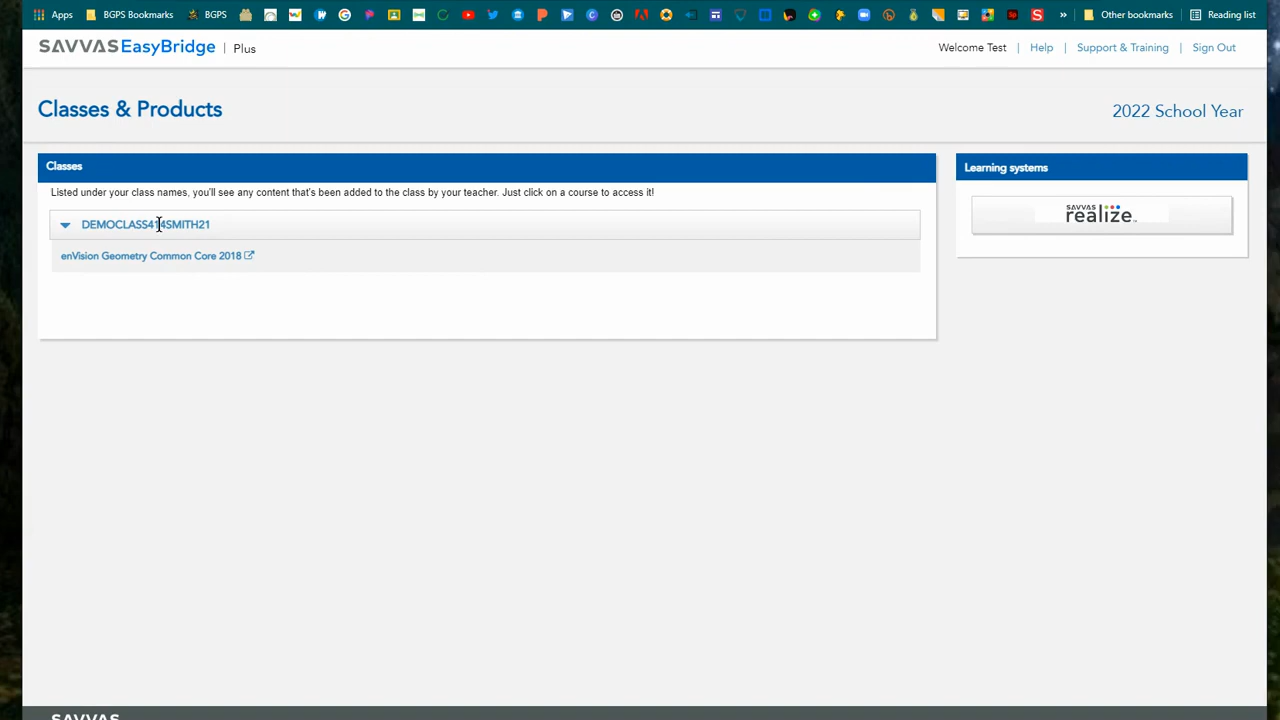 Apps BGPS Bookmarks BGPS » Other bookmarks Reading list
SAVVAS EasyBridge | Plus
Welcome Test | Help | Support & Training | Sign Out
Classes & Products
2022 School Year
Classes
Listed under your class names, you'll see any content that's been added to the class by your teacher. Just click on a course to access it!
DEMOCLASS414SMITH21
enVision Geometry Common Core 2018
Learning systems
SAVVAS
realize™
SAVVAS